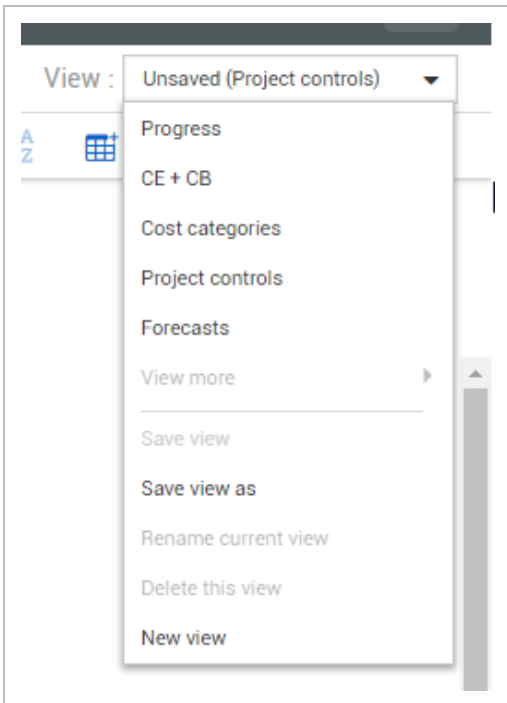 View : Unsaved (Project controls)
A
Z
Progress
CE + CB
Cost categories
Project controls
Forecasts
View more
Save view
Save view as
Rename current view
Delete this view
New view